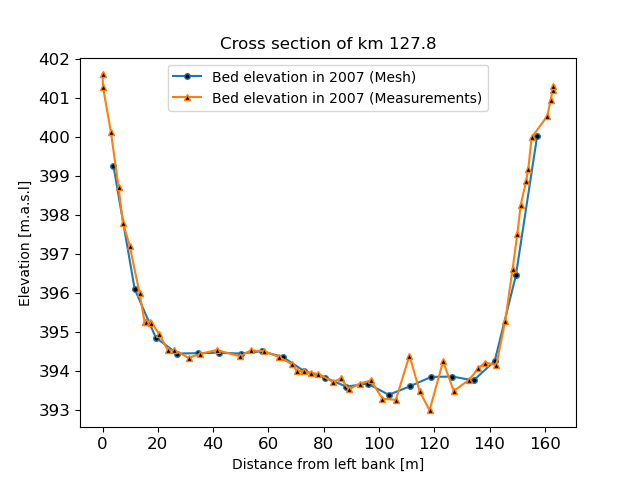 Cross section of km 127.8
Bed elevation in 2007 (Mesh)
Bed elevation in 2007 (Measurements)
Elevation [m.a.s.l]
402
401
400
399
398
397
396
395
394
393
0 20 40 60 80 100 120 140 160
Distance from left bank [m]